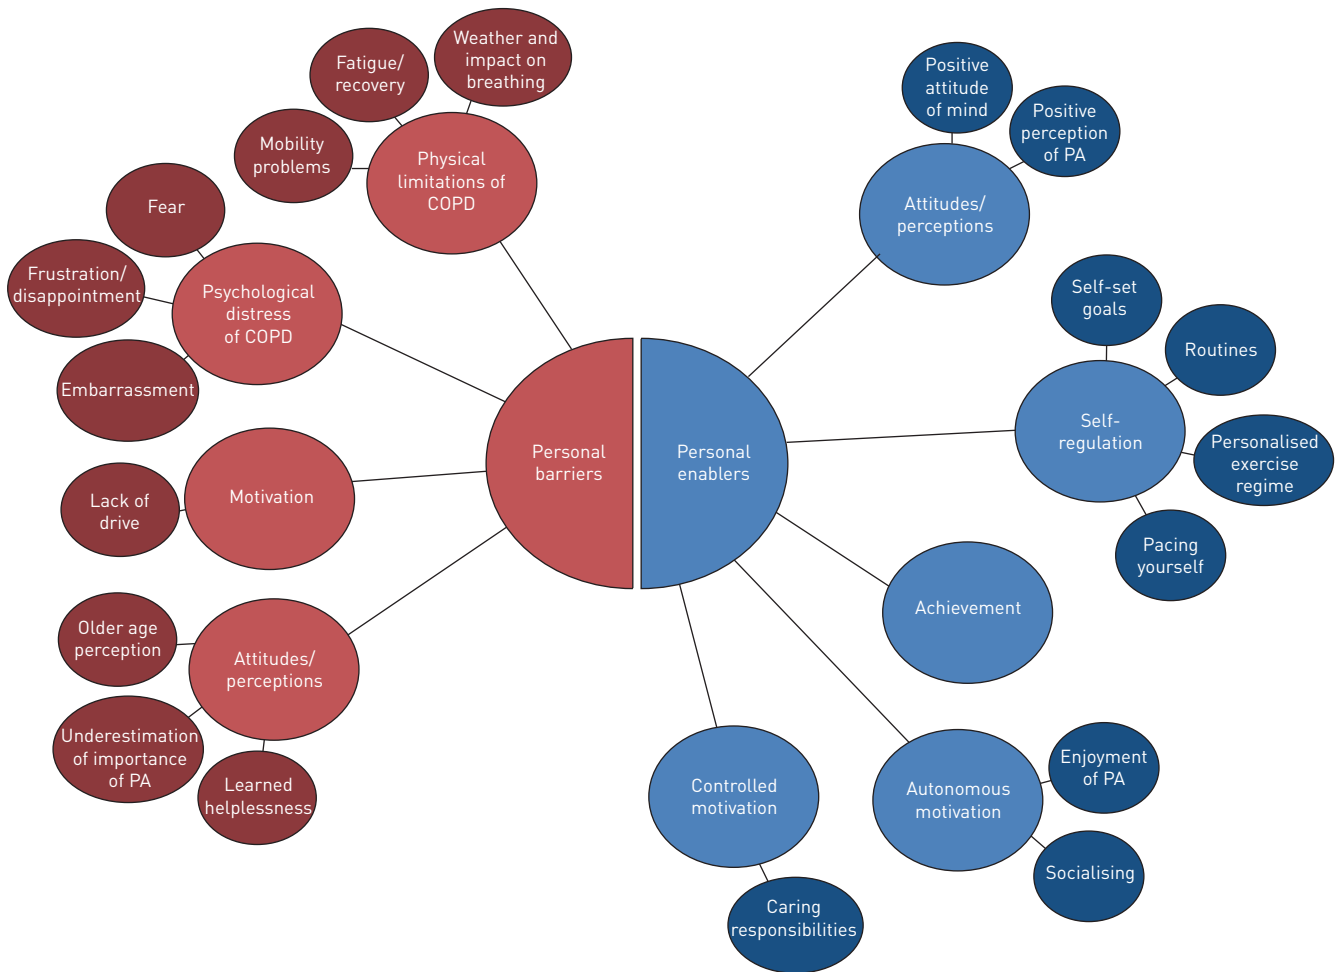 Weather and
impact on
breathing
Fatigue/
recovery
Mobility
problems
Physical
limitations of
COPD
Fear
Frustration/
disappointment
Embarrassment
Psychological
distress
of COPD
Lack of
drive
Motivation
Older age
perception
Underestimation
of importance
of PA
Learned
helplessness
Attitudes/
perceptions
Personal
barriers
Personal
enablers
Positive
attitude
of mind
Positive
perception
of PA
Attitudes/
perceptions
Self-set
goals
Routines
Personalised
exercise
regime
Pacing
yourself
Self-
regulation
Achievement
Autonomous
motivation
Enjoyment
of PA
Socialising
Controlled
motivation
Caring
responsibilities